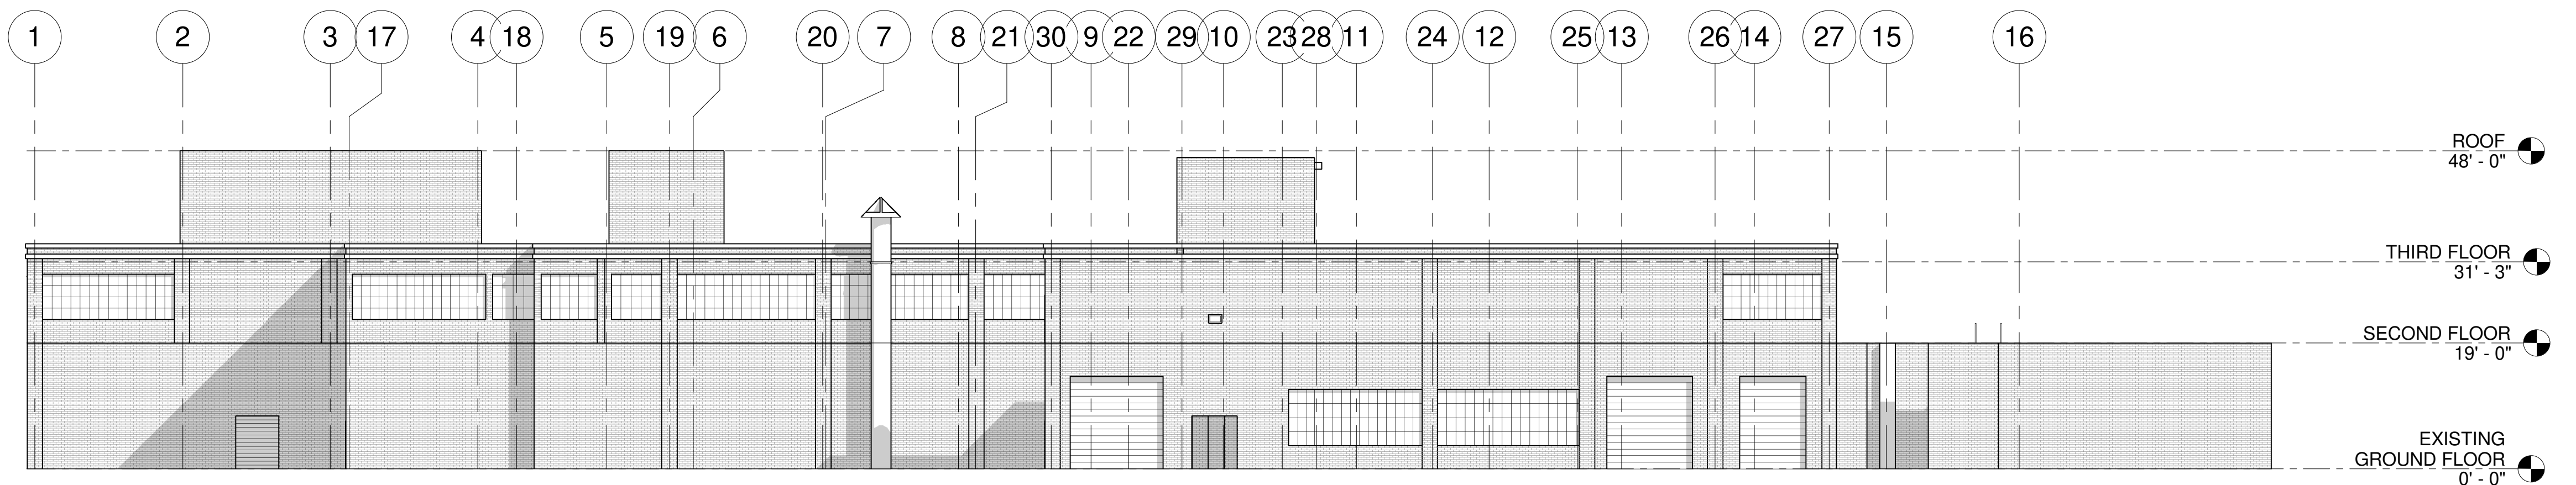 1 2 3 17 4 18 5 19 6 20 7 8 21 30 9 22 29 10 23 28 11 24 12 25 13 26 14 27 15 16
ROOF
48' - 0"
THIRD FLOOR
31' - 3"
SECOND FLOOR
19' - 0"
EXISTING
GROUND FLOOR
0' - 0"